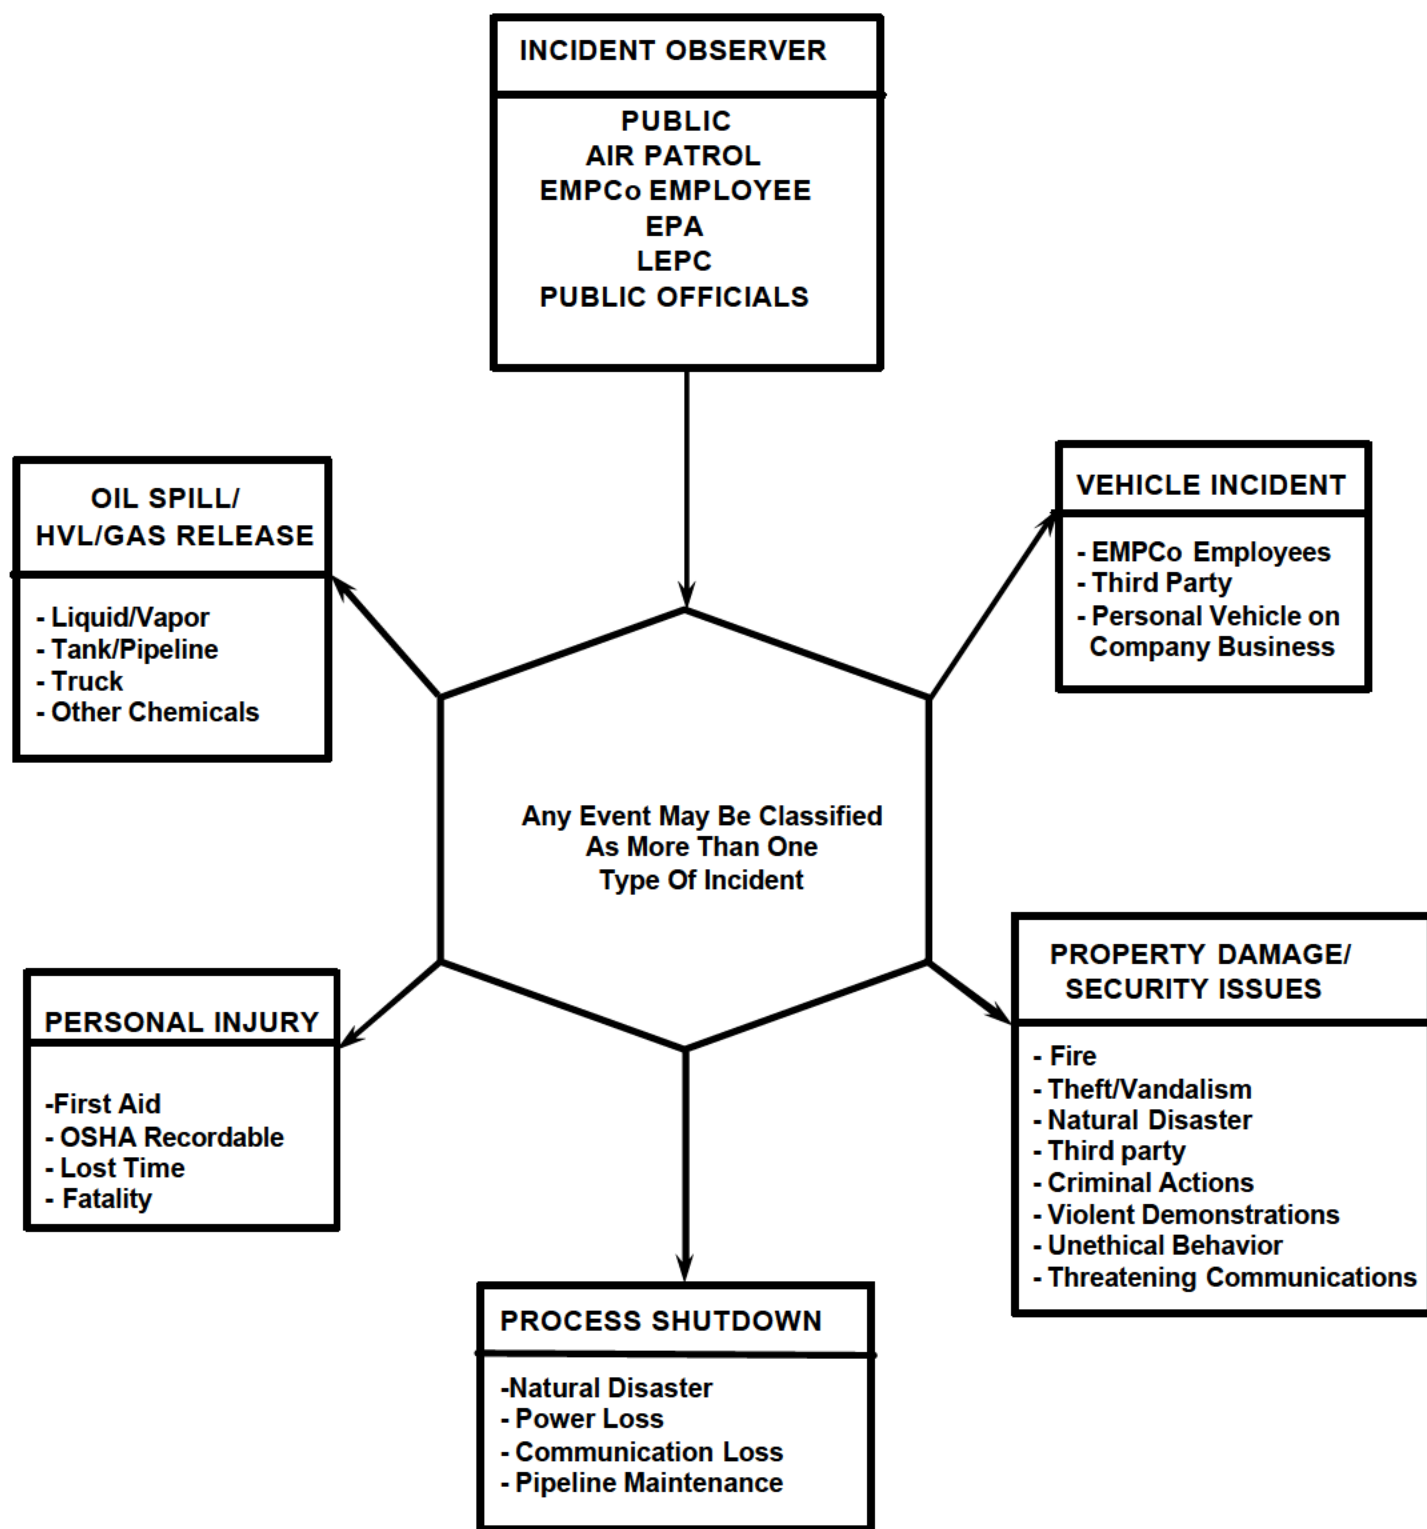 INCIDENT OBSERVER
PUBLIC
AIR PATROL
EMPCo EMPLOYEE
EPA
LEPC
PUBLIC OFFICIALS
OIL SPILL/
HVL/GAS RELEASE
- Liquid/Vapor
- Tank/Pipeline
- Truck
- Other Chemicals
VEHICLE INCIDENT
- EMPCo Employees
- Third Party
- Personal Vehicle on
Company Business
Any Event May Be Classified
As More Than One
Type Of Incident
PERSONAL INJURY
-First Aid
- OSHA Recordable
- Lost Time
- Fatality
PROPERTY DAMAGE/
SECURITY ISSUES
- Fire
- Theft/Vandalism
- Natural Disaster
- Third party
- Criminal Actions
- Violent Demonstrations
- Unethical Behavior
- Threatening Communications
PROCESS SHUTDOWN
-Natural Disaster
- Power Loss
- Communication Loss
- Pipeline Maintenance